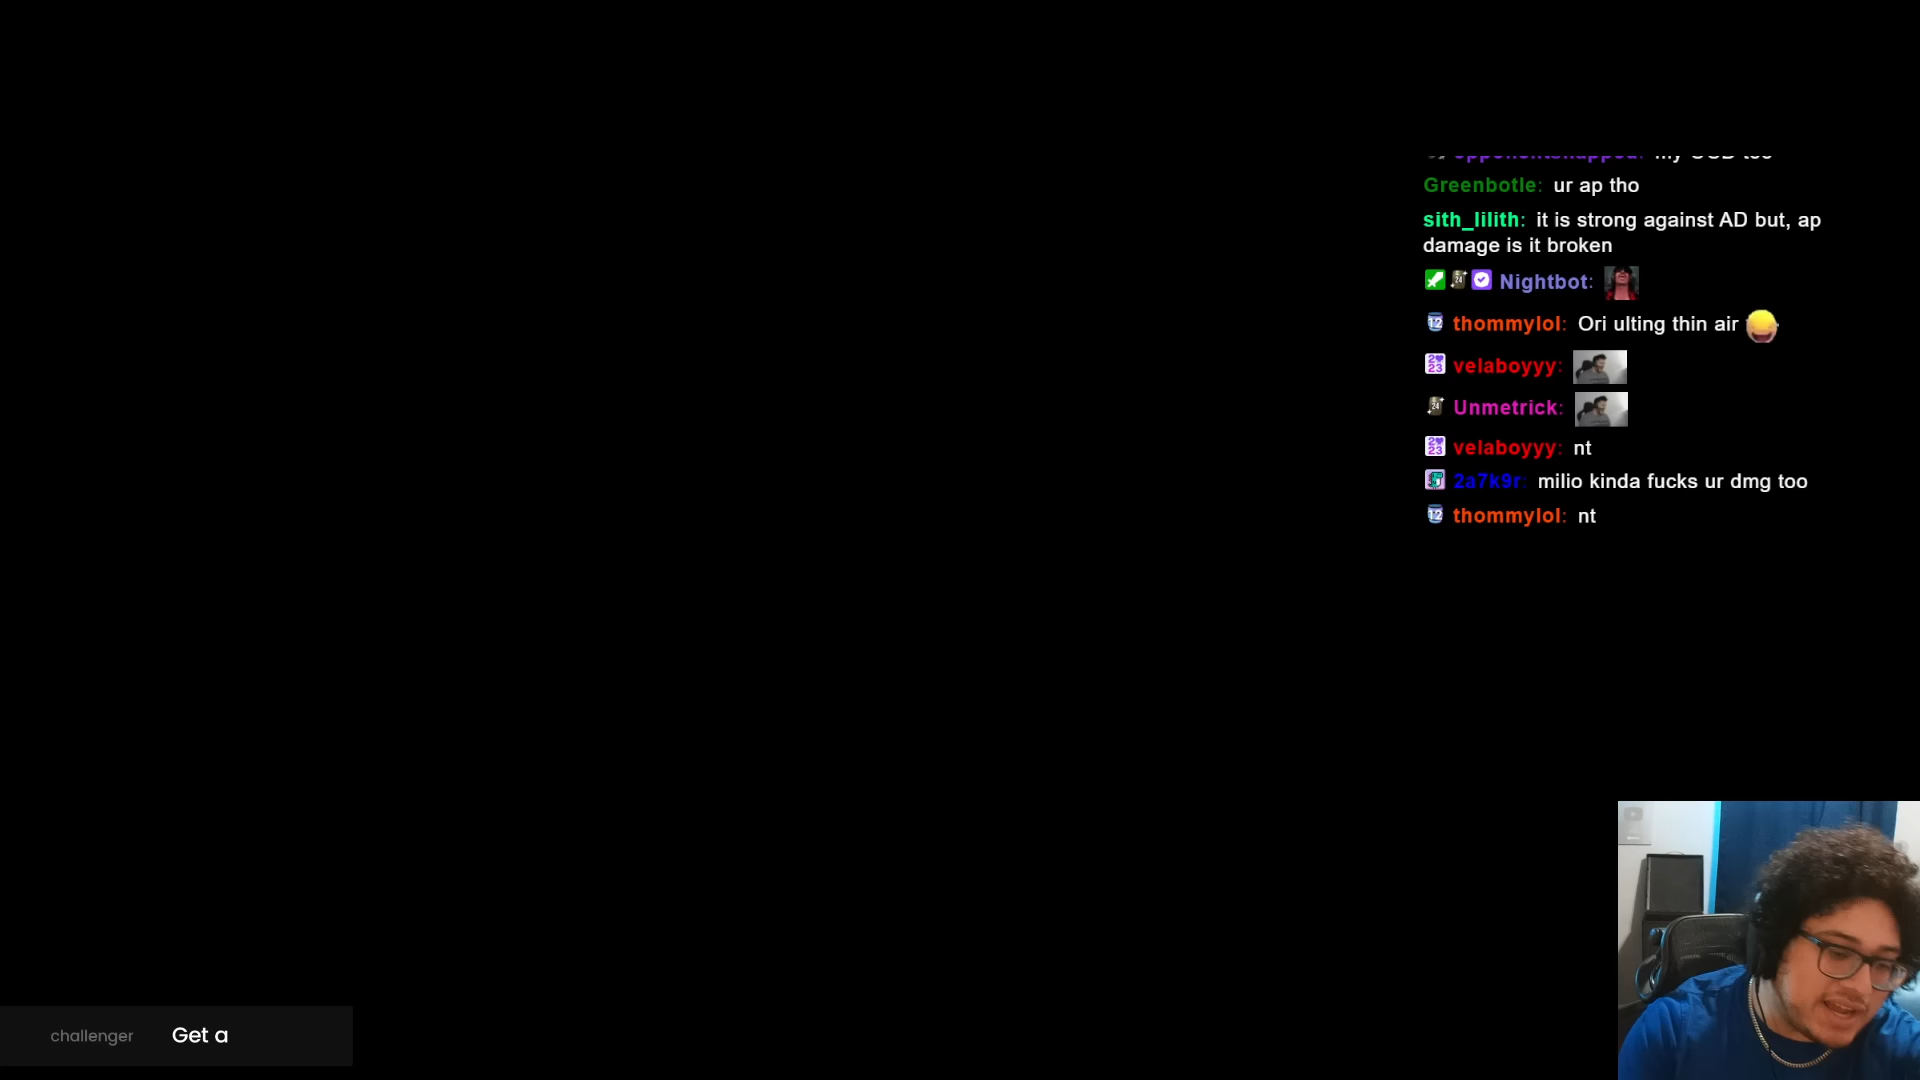 Greenbotle: ur ap tho
sith_lilith: it is strong against AD but, ap
damage is it broken
Nightbot:
thommylol: Ori ulting thin air
velaboyyy:
Unmetrick:
velaboyyy: nt
2a7k9r: milio kinda fucks ur dmg too
thommylol: nt
challenger Get a